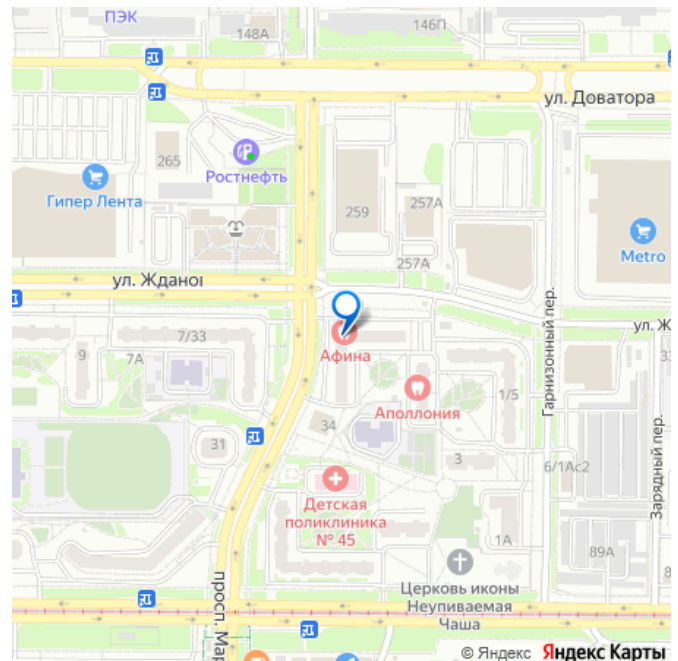 ПЭК
148А
146П
ул. Доватора
265
Ростнефть
Гипер Лента
259
257А
Metro
257А
ул. Ждано
ул. Ж
7/33
9
7А
Афина
Гарнизонный пер.
33
Аполлония
1/5
34
31
3
6/1Ас2
Зарядный пер.
Детская
поликлиника
№ 45
1А
89А
8
просп. Мар
Церковь иконы
Неупиваемая
Чаша
© Яндекс Яндекс Карты